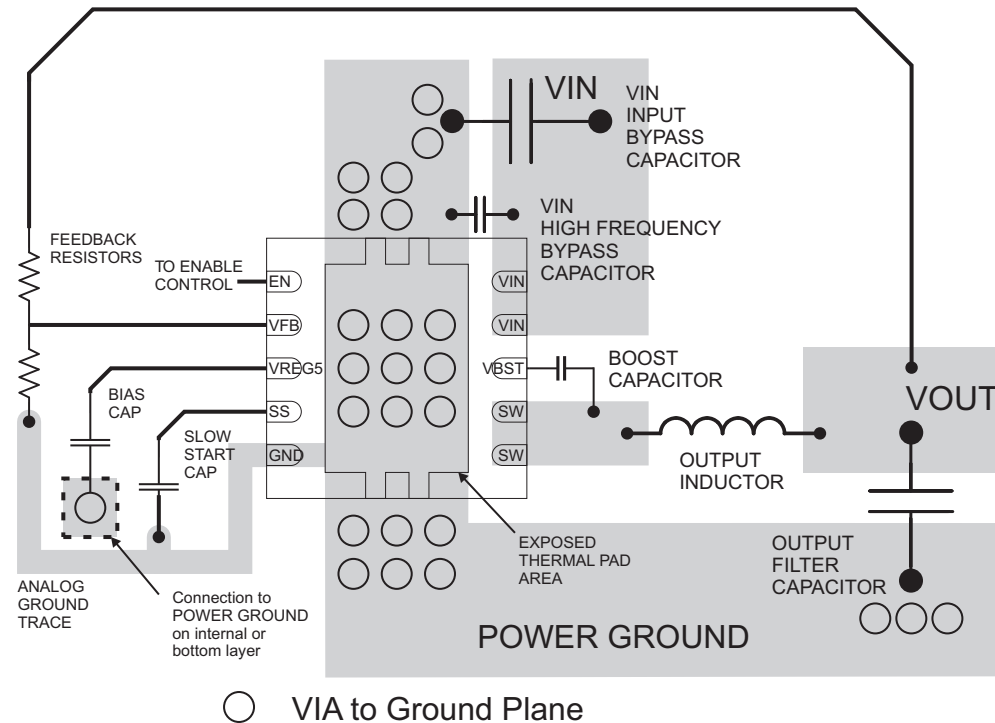 VIN
VIN
INPUT
BYPASS
CAPACITOR
VIN
HIGH FREQUENCY
BYPASS
CAPACITOR
FEEDBACK
RESISTORS
TO ENABLE
CONTROL
EN
VFB
VREG5
SS
GND
VIN
VIN
VBST
SW
SW
BOOST
CAPACITOR
VOUT
BIAS
CAP
SLOW
START
CAP
OUTPUT
INDUCTOR
EXPOSED
THERMAL PAD
AREA
OUTPUT
FILTER
CAPACITOR
ANALOG
GROUND
TRACE
Connection to
POWER GROUND
on internal or
bottom layer
POWER GROUND
VIA to Ground Plane